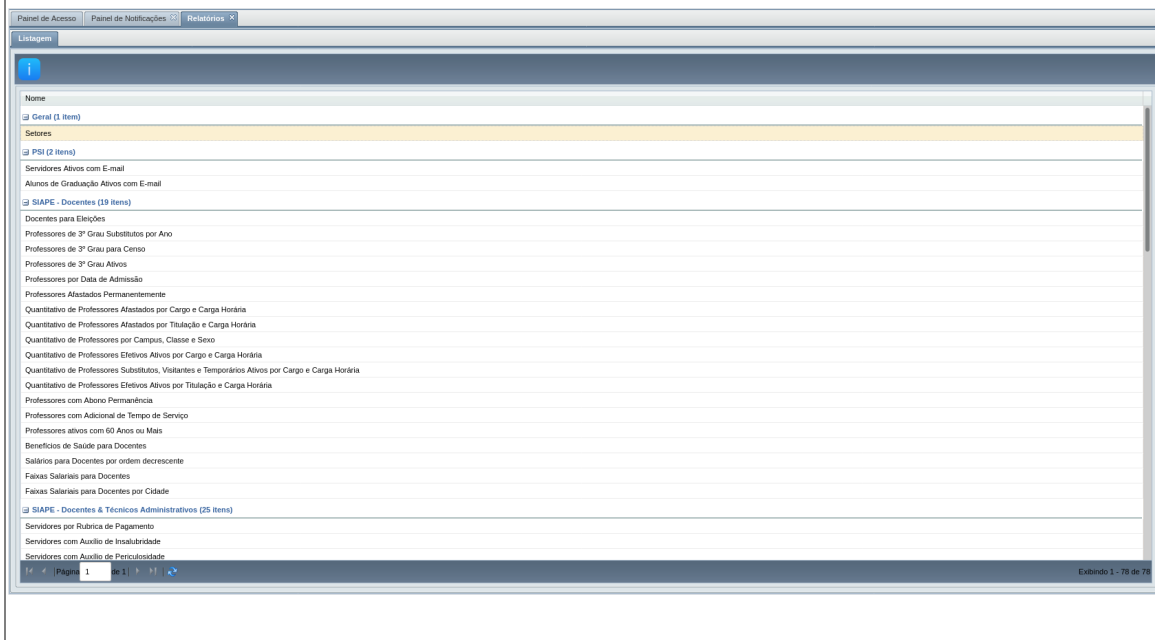 Painel de Acesso Painel de Notificações Relatórios
Listagem
i
Nome
Geral (1 item)
Setores
PSI (2 itens)
Servidores Ativos com E-mail
Alunos de Graduação Ativos com E-mail
SIAPE - Docentes (19 itens)
Docentes para Eleições
Professores de 3º Grau Substitutos por Ano
Professores de 3º Grau para Censo
Professores de 3º Grau Ativos
Professores por Data de Admissão
Professores Afastados Permanentemente
Quantitativo de Professores Afastados por Cargo e Carga Horária
Quantitativo de Professores Afastados por Titulação e Carga Horária
Quantitativo de Professores por Campus, Classe e Sexo
Quantitativo de Professores Efetivos Ativos por Cargo e Carga Horária
Quantitativo de Professores Substitutos, Visitantes e Temporários Ativos por Cargo e Carga Horária
Quantitativo de Professores Efetivos Ativos por Titulação e Carga Horária
Professores com Abono Permanência
Professores com Adicional de Tempo de Serviço
Professores ativos com 60 Anos ou Mais
Benefícios de Saúde para Docentes
Salários para Docentes por ordem decrescente
Faixas Salariais para Docentes
Faixas Salariais para Docentes por Cidade
SIAPE - Docentes & Técnicos Administrativos (25 itens)
Servidores por Rubrica de Pagamento
Servidores com Auxílio de Insalubridade
Servidores com Auxílio de Periculosidade
Página 1 de 1 Exibindo 1 - 78 de 78